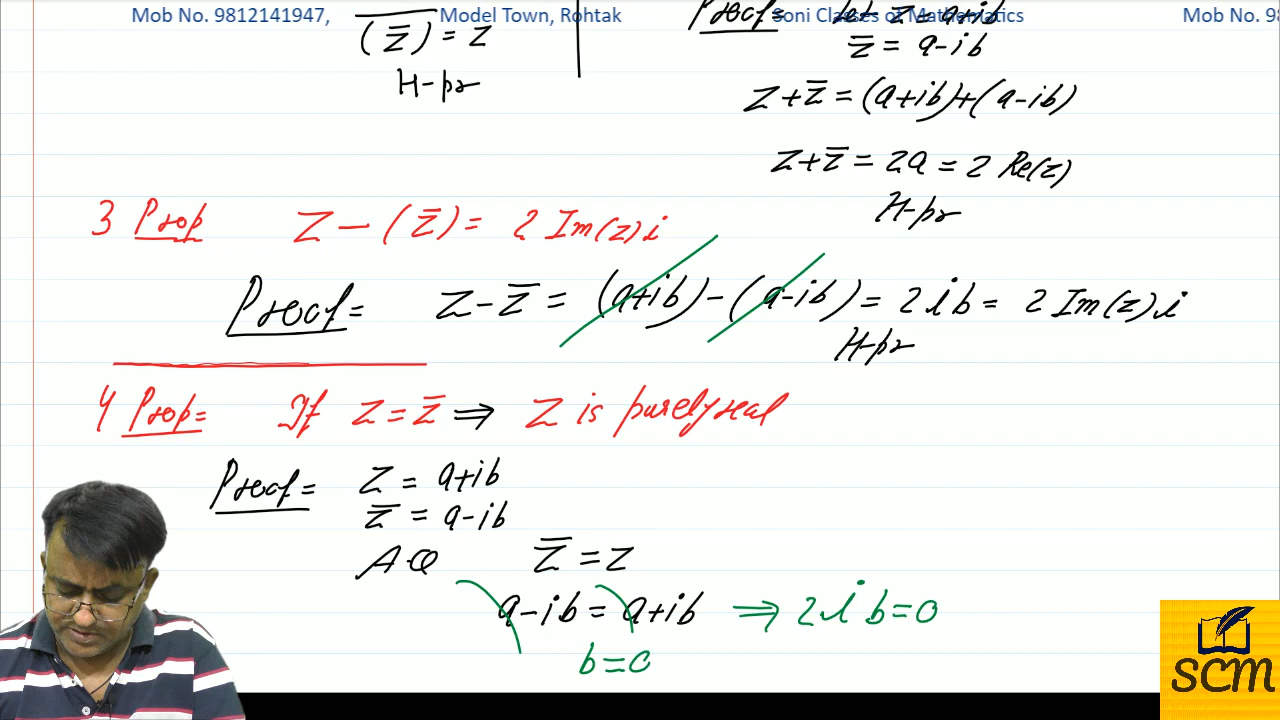 Mob No. 9812141947, Model Town, Rohtak Soni Classes of Mathematics Mob No. 98
(z̅)‾ = z
H-pr
Proof= Let z = a+ib
z̅ = a-ib
z+z̅ = (a+ib)+(a-ib)
z+z̅ = 2a = 2 Re(z)
H-pr
3 Prop z - (z̅) = 2 Im(z)i
Proof= z-z̅ = (a+ib)-(a-ib) = 2ib = 2 Im(z)i
H-pr
4 Prop= If z = z̅ ⇒ z is purely real
Proof= z = a+ib
z̅ = a-ib
A-Q z̅ = z
a-ib = a+ib ⇒ 2ib=0
b=0
SCM